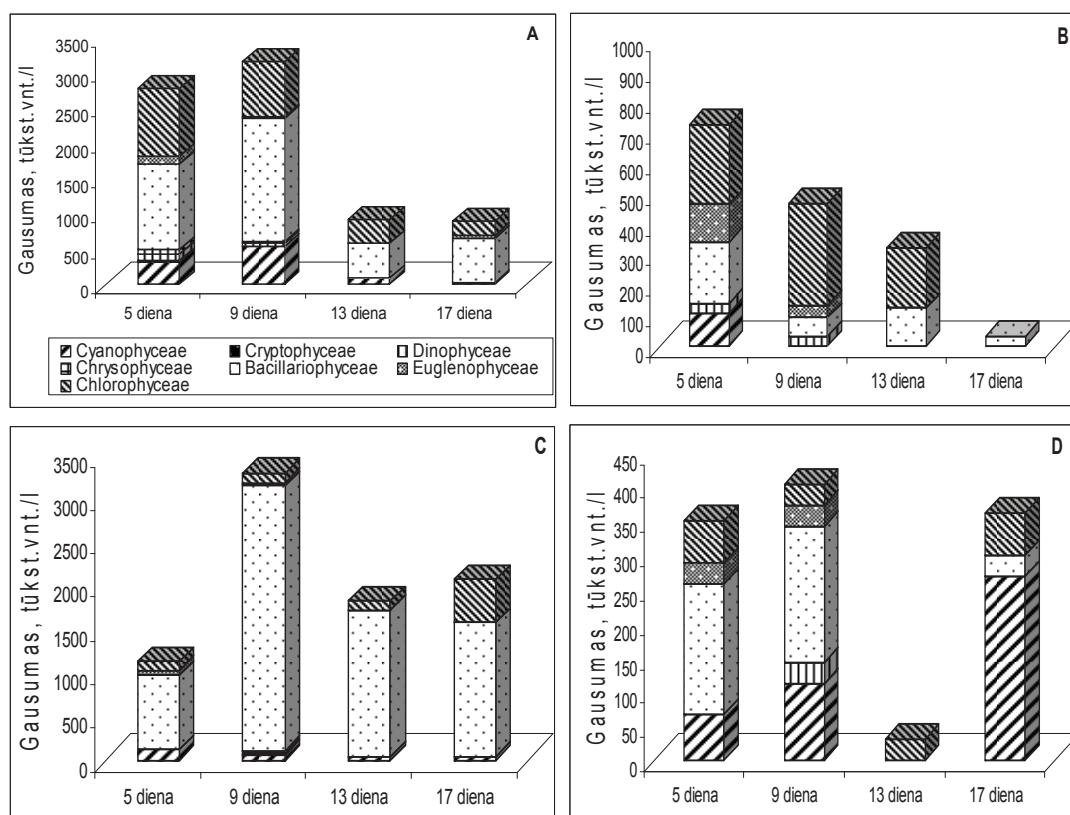 A
Gausumas, tūkst.vnt./l
3500
3000
2500
2000
1500
1000
500
0
5 diena 9 diena 13 diena 17 diena
Cyanophyceae Cryptophyceae Dinophyceae
Chrysophyceae Bacillariophyceae Euglenophyceae
Chlorophyceae
B
Gausumas, tūkst.vnt./l
1000
900
800
700
600
500
400
300
200
100
0
5 diena 9 diena 13 diena 17 diena
C
Gausumas, tūkst.vnt./l
3500
3000
2500
2000
1500
1000
500
0
5 diena 9 diena 13 diena 17 diena
D
Gausumas, tūkst.vnt./l
450
400
350
300
250
200
150
100
50
0
5 diena 9 diena 13 diena 17 diena